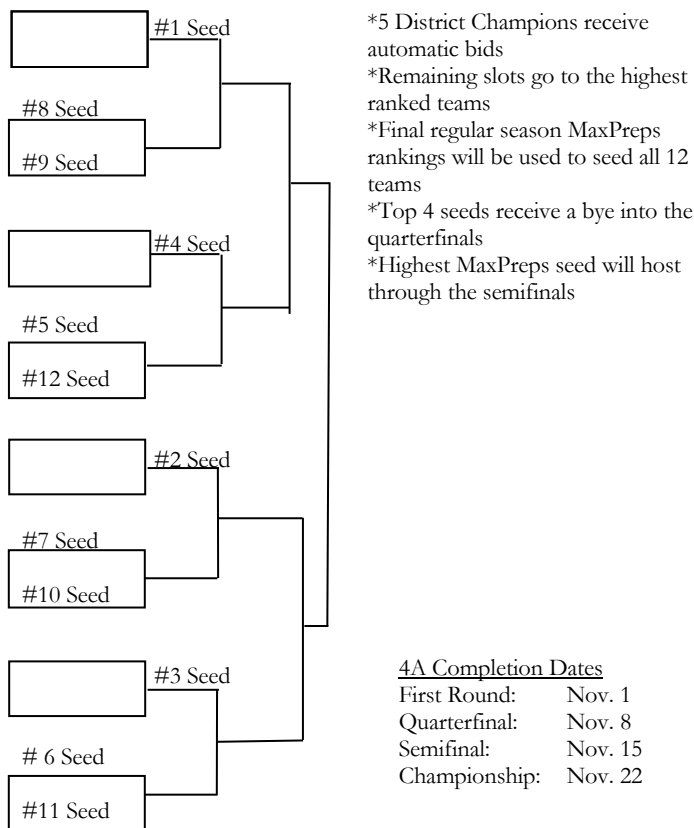 #1 Seed
#8 Seed
#9 Seed
#4 Seed
#5 Seed
#12 Seed
#2 Seed
#7 Seed
#10 Seed
#3 Seed
# 6 Seed
#11 Seed
*5 District Champions receive
automatic bids
*Remaining slots go to the highest
ranked teams
*Final regular season MaxPreps
rankings will be used to seed all 12
teams
*Top 4 seeds receive a bye into the
quarterfinals
*Highest MaxPreps seed will host
through the semifinals
4A Completion Dates
First Round: Nov. 1
Quarterfinal: Nov. 8
Semifinal: Nov. 15
Championship: Nov. 22